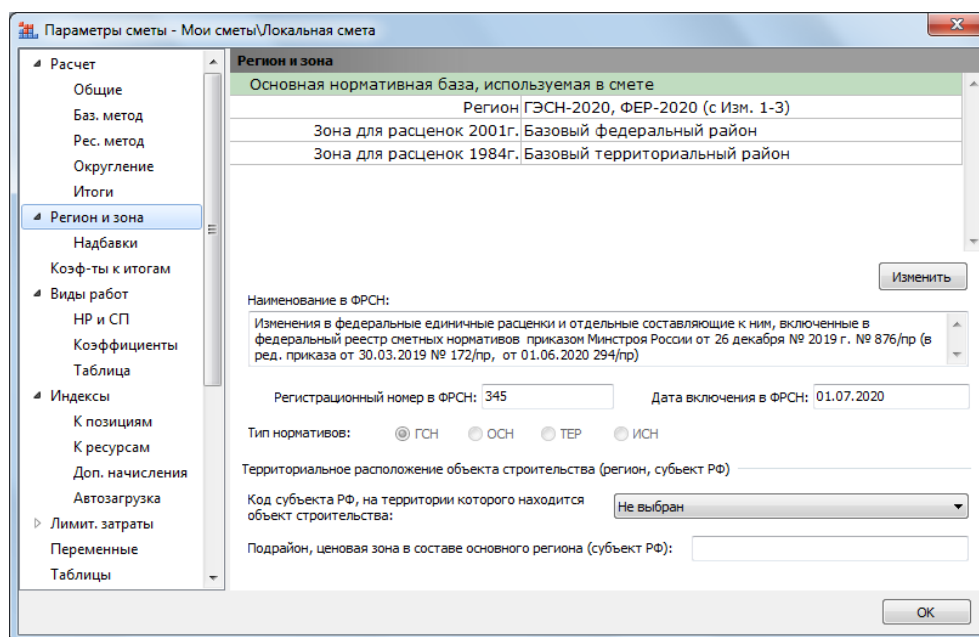 Параметры сметы - Мои сметы\Локальная смета
Расчет
Общие
Баз. метод
Рес. метод
Округление
Итоги
Регион и зона
Надбавки
Коэф-ты к итогам
Виды работ
НР и СП
Коэффициенты
Таблица
Индексы
К позициям
К ресурсам
Доп. начисления
Автозагрузка
Лимит. затраты
Переменные
Таблицы
Регион и зона
Основная нормативная база, используемая в смете
Регион ГЭСН-2020, ФЕР-2020 (с Изм. 1-3)
Зона для расценок 2001г. Базовый федеральный район
Зона для расценок 1984г. Базовый территориальный район
Изменить
Наименование в ФРСН:
Изменения в федеральные единичные расценки и отдельные составляющие к ним, включенные в
федеральный реестр сметных нормативов приказом Минстроя России от 26 декабря № 2019 г. № 876/пр (в
ред. приказа от 30.03.2019 № 172/пр, от 01.06.2020 294/пр)
Регистрационный номер в ФРСН: 345 Дата включения в ФРСН: 01.07.2020
Тип нормативов: ГСН ОСН ТЕР ИСН
Территориальное расположение объекта строительства (регион, субъект РФ)
Код субъекта РФ, на территории которого находится
объект строительства: Не выбран
Подрайон, ценовая зона в составе основного региона (субъект РФ):
ОК